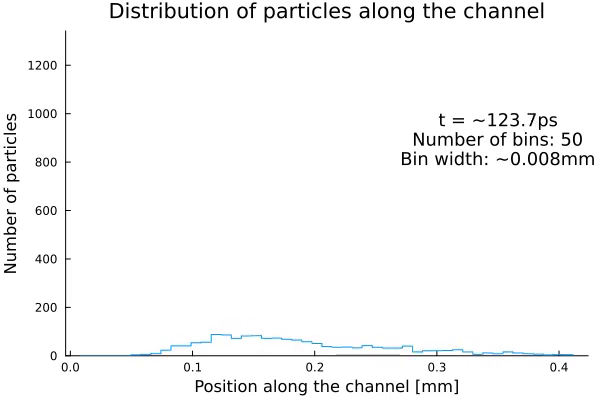 Distribution of particles along the channel
Number of particles
1200
1000
800
600
400
200
0
t = ~123.7ps
Number of bins: 50
Bin width: ~0.008mm
0.0 0.1 0.2 0.3 0.4
Position along the channel [mm]